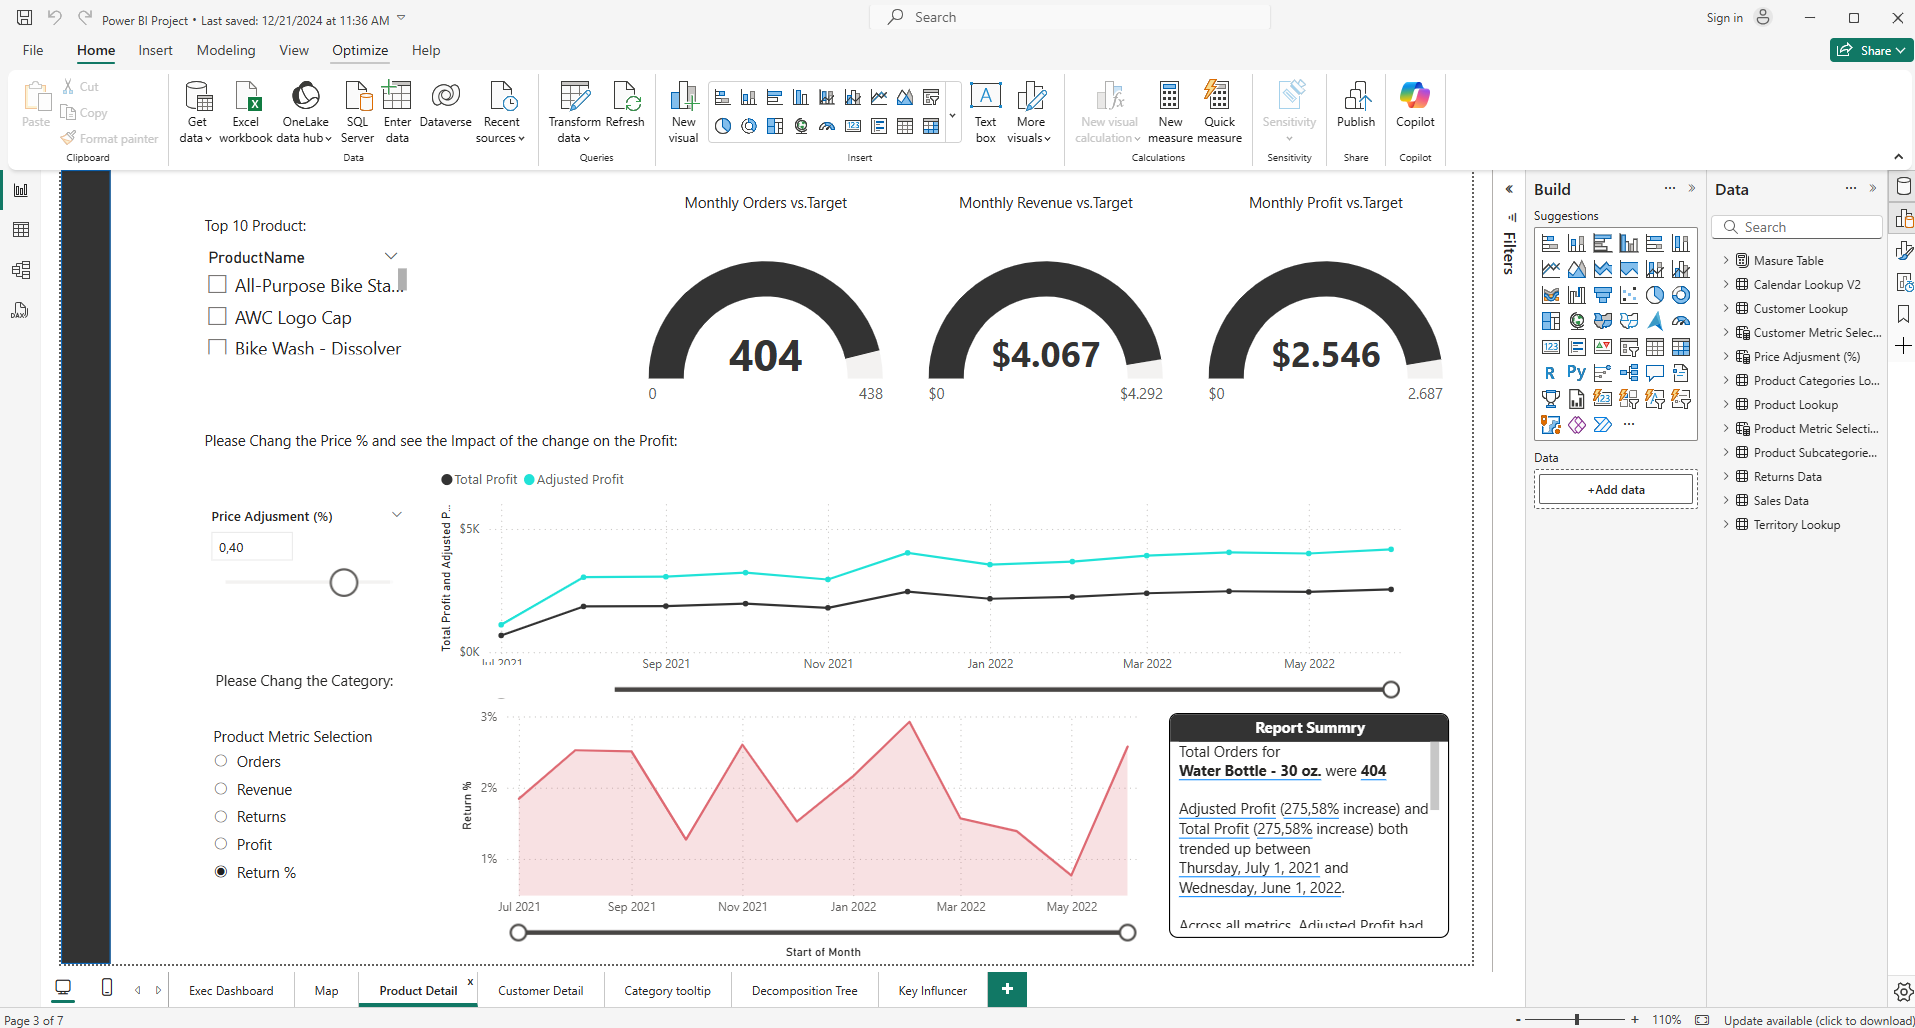 Power BI Project • Last saved: 12/21/2024 at 11:36 AM
Search
Sign in
File
Home
Insert
Modeling
View
Optimize
Help
Share
Paste
Cut
Copy
Format painter
Clipboard
Get data
Excel workbook
OneLake data hub
SQL Server
Enter data
Dataverse
Recent sources
Data
Transform data
Refresh
Queries
New visual
Insert
Text box
More visuals
New visual calculation
New measure
Quick measure
Calculations
Sensitivity
Sensitivity
Publish
Share
Copilot
Copilot
Top 10 Product:
ProductName
All-Purpose Bike Sta...
AWC Logo Cap
Bike Wash - Dissolver
Monthly Orders vs.Target
404
0
438
Monthly Revenue vs.Target
$4.067
$0
$4.292
Monthly Profit vs.Target
$2.546
$0
2.687
Please Chang the Price % and see the Impact of the change on the Profit:
Total Profit
Adjusted Profit
Price Adjusment (%)
0,40
Total Profit and Adjusted P...
$5K
$0K
Jul 2021
Sep 2021
Nov 2021
Jan 2022
Mar 2022
May 2022
Please Chang the Category:
Product Metric Selection
Orders
Revenue
Returns
Profit
Return %
Return %
3%
2%
1%
Jul 2021
Sep 2021
Nov 2021
Jan 2022
Mar 2022
May 2022
Start of Month
Report Summry
Total Orders for
Water Bottle - 30 oz. were 404
Adjusted Profit (275,58% increase) and
Total Profit (275,58% increase) both
trended up between
Thursday, July 1, 2021 and
Wednesday, June 1, 2022.
Across all metrics, Adjusted Profit had
Filters
Build
Suggestions
R
Py
Data
+Add data
Data
Search
Masure Table
Calendar Lookup V2
Customer Lookup
Customer Metric Selec...
Price Adjusment (%)
Product Categories Lo...
Product Lookup
Product Metric Selecti...
Product Subcategorie...
Returns Data
Sales Data
Territory Lookup
Exec Dashboard
Map
Product Detail
x
Customer Detail
Category tooltip
Decomposition Tree
Key Influncer
+
Page 3 of 7
- + 110%
Update available (click to download)